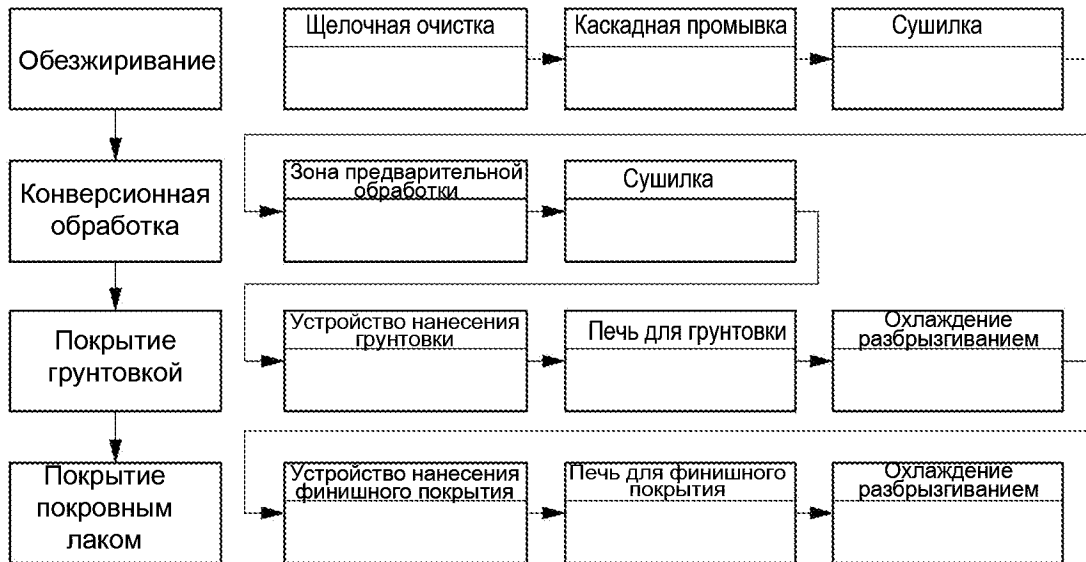 Обезжиривание
Щелочная очистка
Каскадная промывка
Сушилка
Конверсионная
обработка
Зона предварительной
обработки
Сушилка
Покрытие
грунтовкой
Устройство нанесения
грунтовки
Печь для грунтовки
Охлаждение
разбрызгиванием
Покрытие
покровным
лаком
Устройство нанесения
финишного покрытия
Печь для финишного
покрытия
Охлаждение
разбрызгиванием